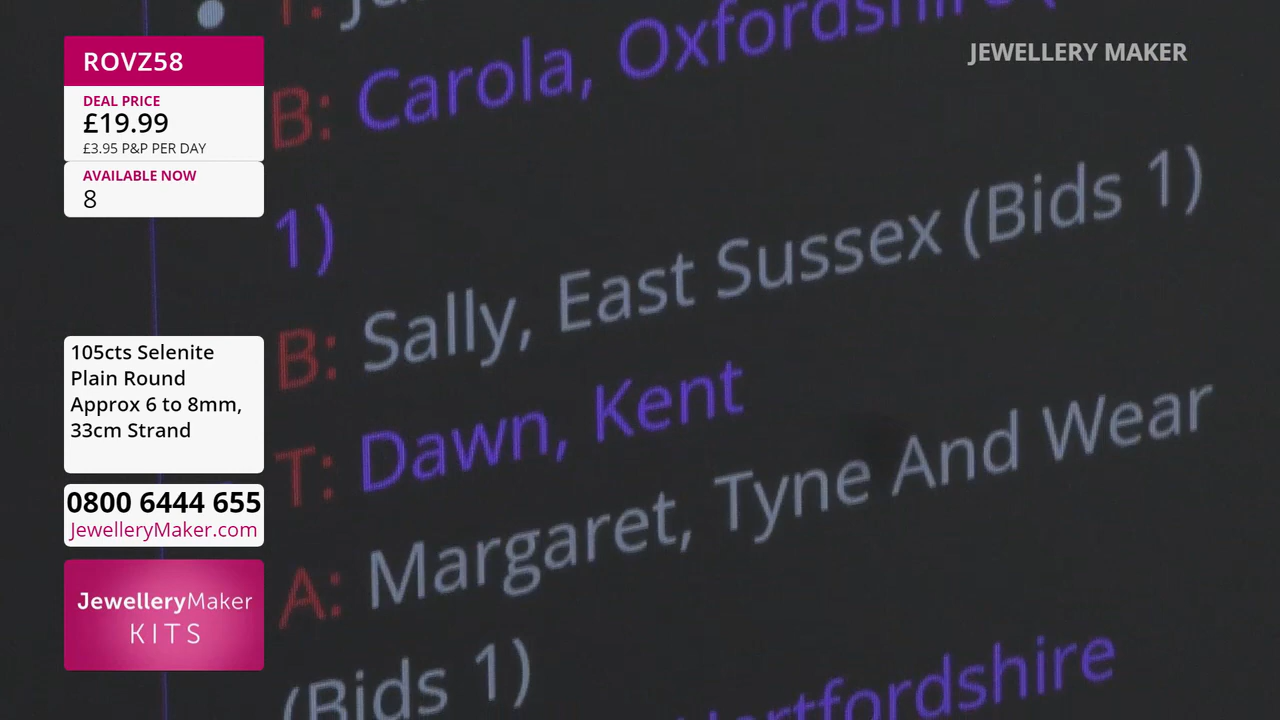 ROVZ58
DEAL PRICE
£19.99
£3.95 P&P PER DAY
AVAILABLE NOW
8
105cts Selenite
Plain Round
Approx 6 to 8mm,
33cm Strand
0800 6444 655
JewelleryMaker.com
JewelleryMaker
KITS
JEWELLERY MAKER
T:
B: Carola, Oxfordshire (
1)
B: Sally, East Sussex (Bids 1)
T: Dawn, Kent
A: Margaret, Tyne And Wear
(Bids 1)